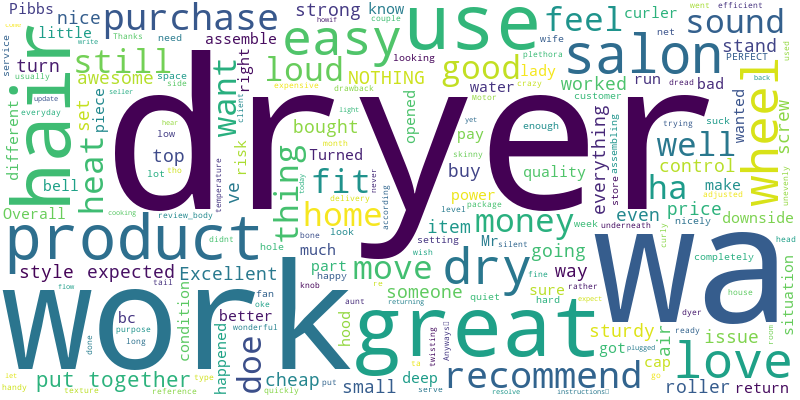 dryer
wa
work
use
great
hair
product
salon
wheel
love
easy
dry
purchase
recommend
money
home
feel
sound
good
well
still
want
loud
heat
thing
fit
move
ha
doe
Pibbs
nice
little
turn
awesome
set
piece
assemble
right
strong
know
curler
looking
NOTHING
lady
stand
wife
net
need
space
side
service
usually
everyday
update
write
Thanks
couple
efficient
homif
seller
plethora
PERFECT
went
worked
run
dread
bad
water
customer
expensive
drawback
light
Motor
crazy
month
client
risk
bought
opened
pay
power
skinny
yet
enough
buy
quality
everything
store
assembling
trying
suck
wanted
back
used
screw
control
price
make
adjusted
unevenly
different
bell
top
low
lot
tho
ve
temperature
hear
Turned
never
today
Overall
cooking
review_body
didnt
hole
bone
delivery
according
package
level
item
even
downside
style
expected
Excellent
much
part
look
wish
setting
Mr
silent
going
week
way
underneath
nicely
curly
completely
head
someone
sure
rather
air
house
situation
condition
knob
happy
re
returning
quiet
fine
hard
sturdy
issue
dyer
ready
expect
bc
tail
fan
oke
better
wonderful
flow
purpose
long
done
happened
hood
aunt
twisting
Anyways
got
cap
plugged
go
room
put together
cheap
put
small
ta
deep
serve
roller
return
let
handy
texture
reference
type
quickly
resolve
instructions